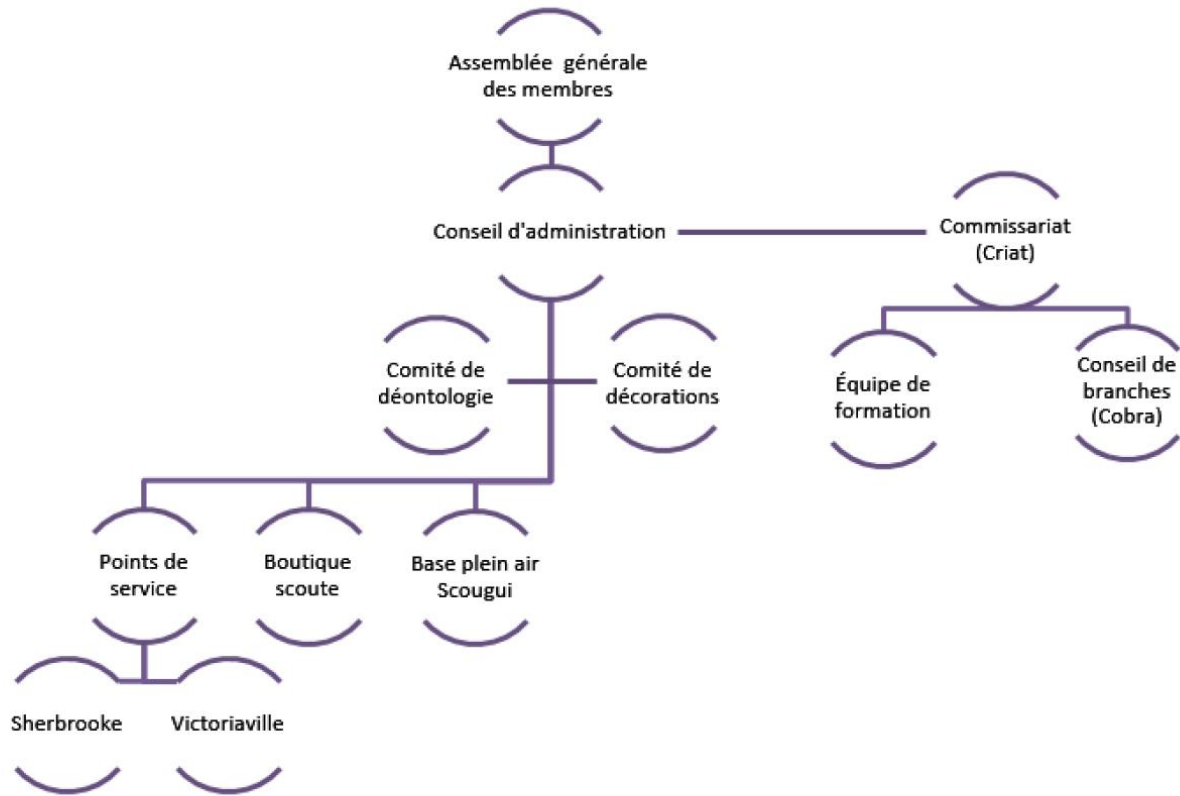 Assemblée générale
des membres
Conseil d'administration
Commissariat
(Criat)
Comité de
déontologie
Comité de
décorations
Équipe de
formation
Conseil de
branches
(Cobra)
Points de
service
Boutique
scoute
Base plein air
Scougui
Sherbrooke
Victoriaville